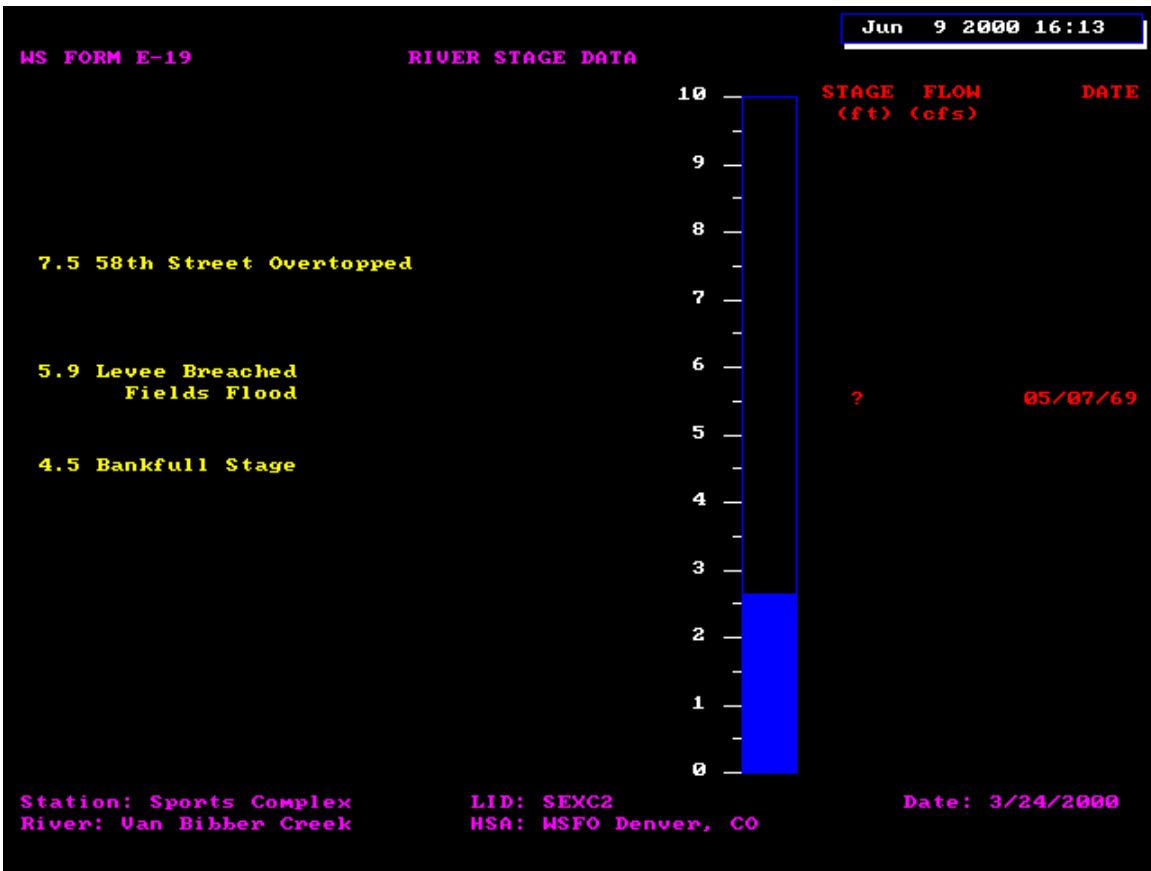 Jun 9 2000 16:13
WS FORM E-19 RIVER STAGE DATA
10 STAGE FLOW DATE
(ft) (cfs)
9
8
7.5 58th Street Overtopped
7
6
5.9 Levee Breached
Fields Flood
? 05/07/69
5
4.5 Bankfull Stage
4
3
2
1
0
Station: Sports Complex LID: SEXC2 Date: 3/24/2000
River: Van Bibber Creek HSA: WSFO Denver, CO